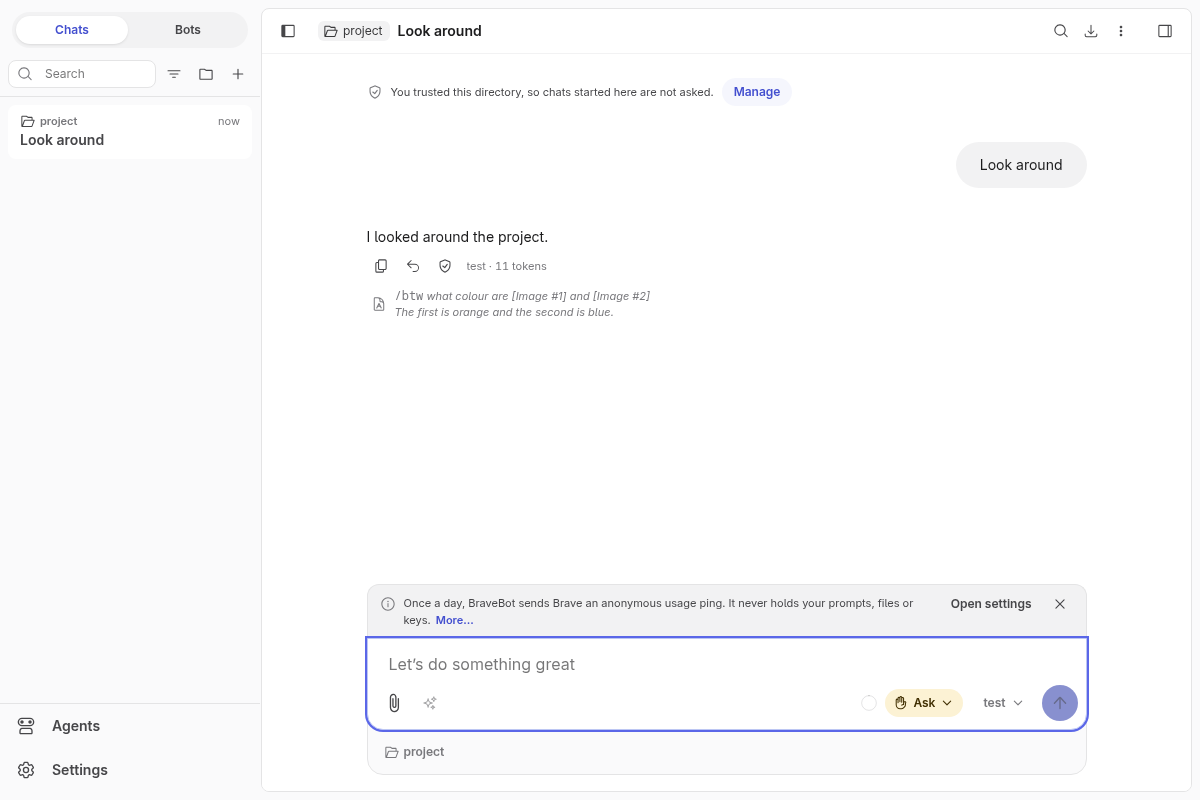 Chats
Bots
Search
project
now
Look around
Agents
Settings
project
Look around
You trusted this directory, so chats started here are not asked.
Manage
Look around
I looked around the project.
test · 11 tokens
/btw what colour are [Image #1] and [Image #2]
The first is orange and the second is blue.
Once a day, BraveBot sends Brave an anonymous usage ping. It never holds your prompts, files or
keys. More...
Open settings
Let's do something great
Ask
test
project